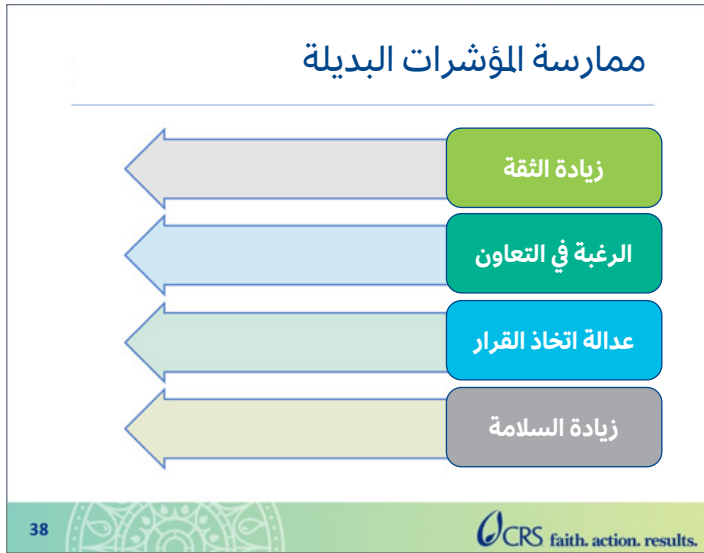 ممارسة المؤشرات البديلة
زيادة الثقة
الرغبة في التعاون
عدالة اتخاذ القرار
زيادة السلامة
38
CRS faith. action. results.